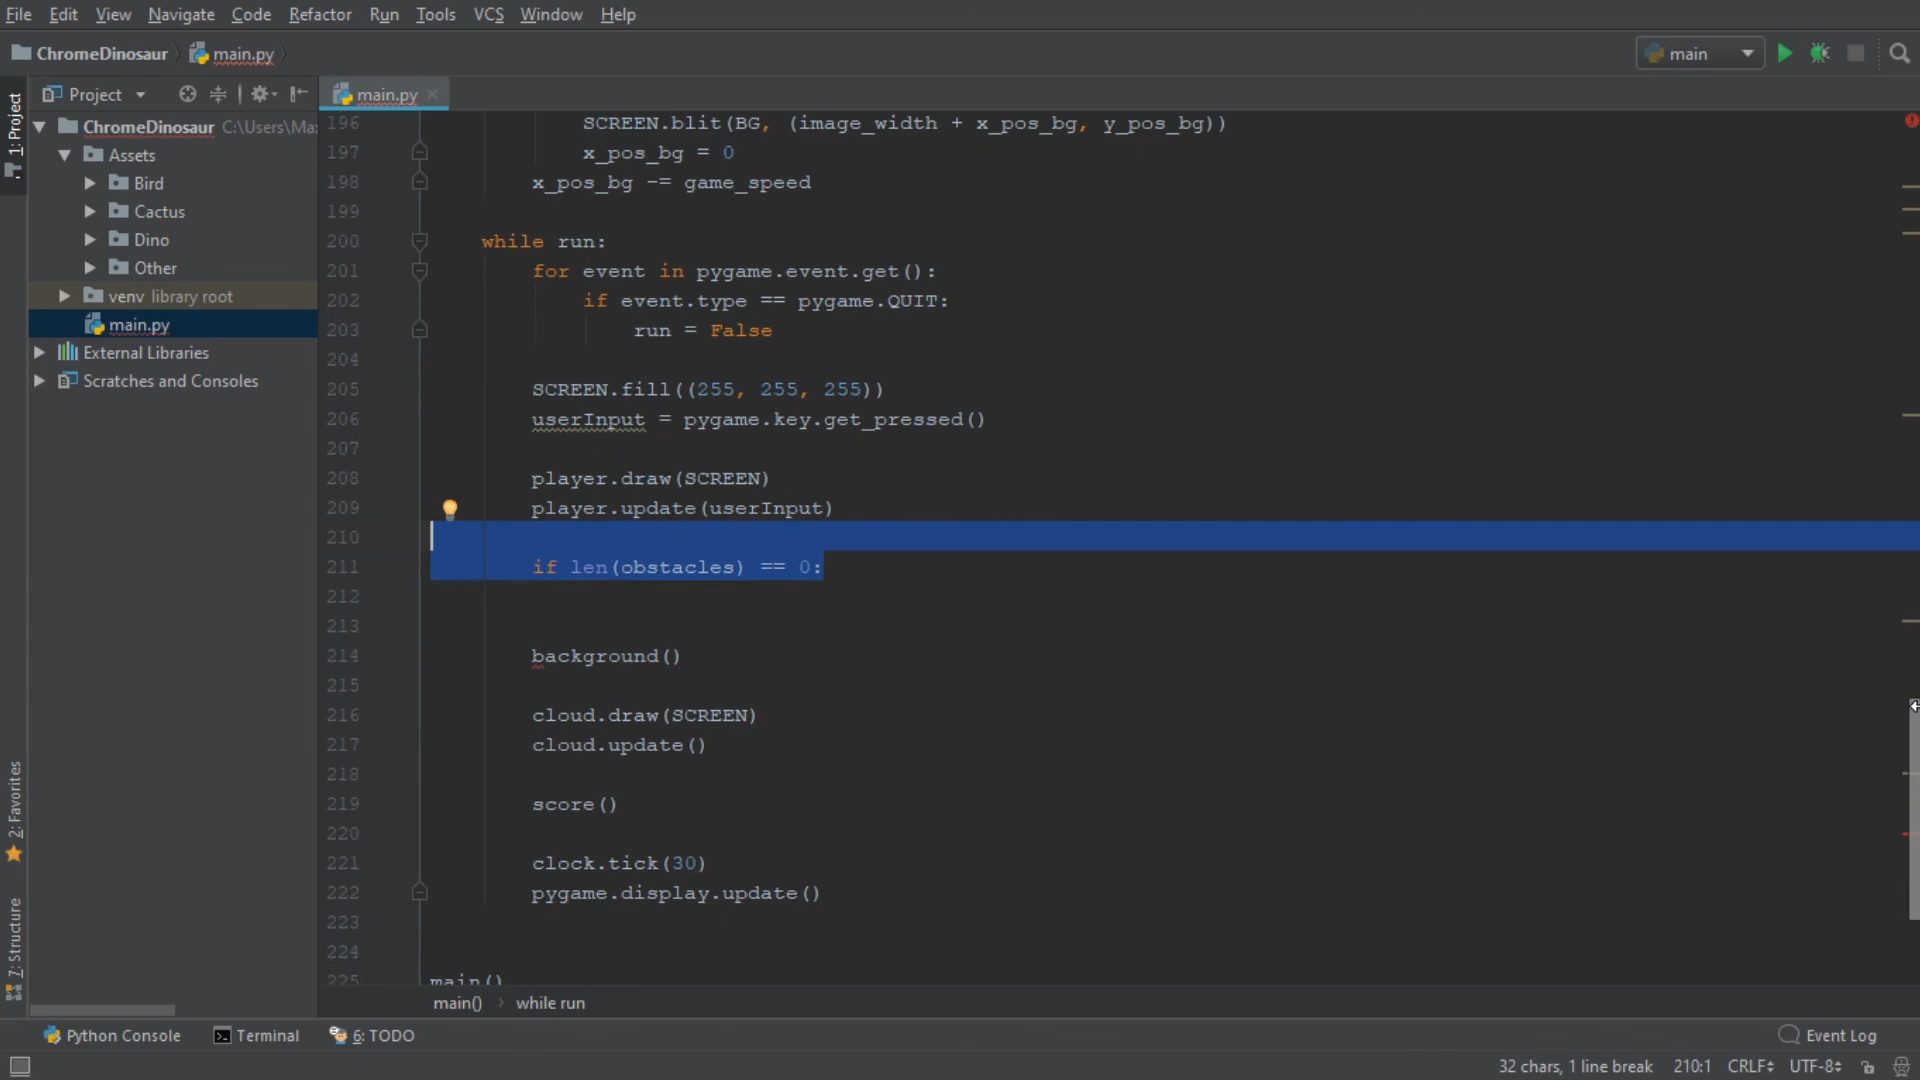 File Edit View Navigate Code Refactor Run Tools VCS Window Help
ChromeDinosaur main.py main
1: Project
Project
main.py
ChromeDinosaur C:\Users\Ma
Assets
Bird
Cactus
Dino
Other
venv library root
main.py
External Libraries
Scratches and Consoles
2: Favorites
7: Structure
196 SCREEN.blit(BG, (image_width + x_pos_bg, y_pos_bg))
197 x_pos_bg = 0
198 x_pos_bg -= game_speed
199
200 while run:
201 for event in pygame.event.get():
202 if event.type == pygame.QUIT:
203 run = False
204
205 SCREEN.fill((255, 255, 255))
206 userInput = pygame.key.get_pressed()
207
208 player.draw(SCREEN)
209 player.update(userInput)
210
211 if len(obstacles) == 0:
212
213
214 background()
215
216 cloud.draw(SCREEN)
217 cloud.update()
218
219 score()
220
221 clock.tick(30)
222 pygame.display.update()
223
224
225 main()
main() while run
Python Console Terminal 6: TODO Event Log
32 chars, 1 line break 210:1 CRLF UTF-8